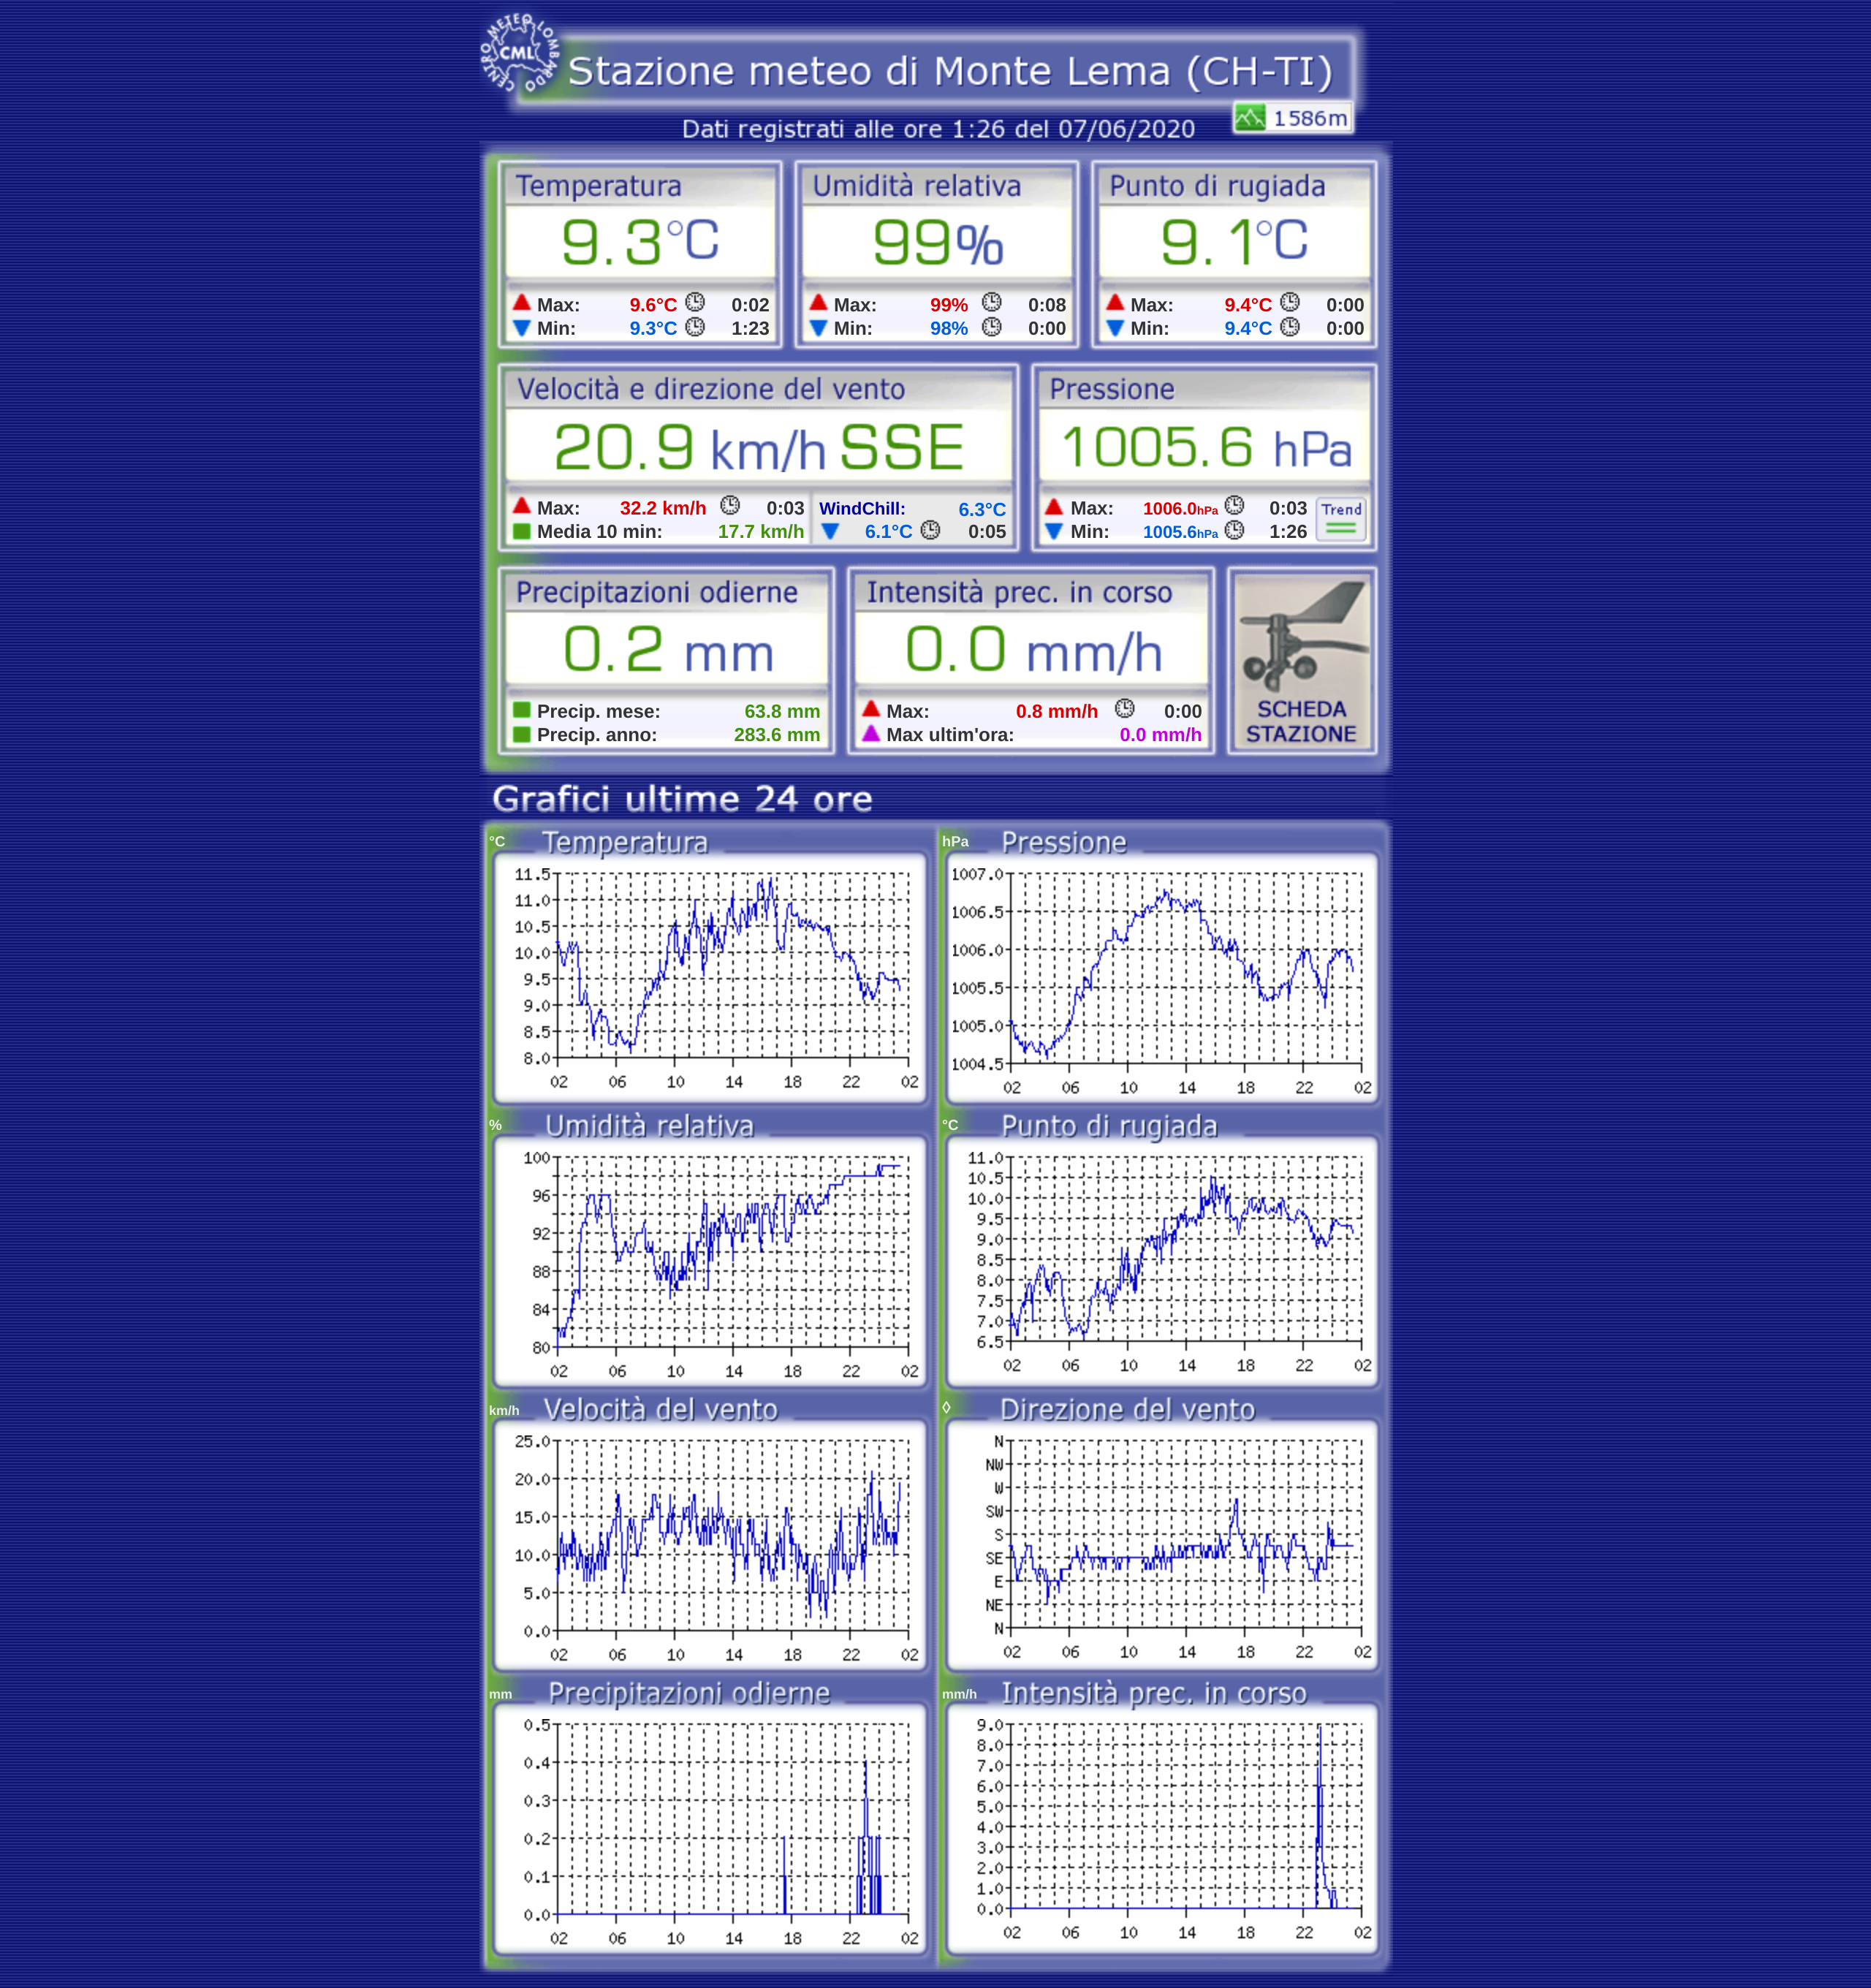 CENTRO METEO LOMBARDO
CML
Stazione meteo di Monte Lema (CH-TI)
1586m
Dati registrati alle ore 1:26 del 07/06/2020
Temperatura
9.3°C
Max: 9.6°C 0:02
Min: 9.3°C 1:23
Umidità relativa
99%
Max: 99% 0:08
Min: 98% 0:00
Punto di rugiada
9.1°C
Max: 9.4°C 0:00
Min: 9.4°C 0:00
Velocità e direzione del vento
20.9 km/h SSE
Max: 32.2 km/h 0:03
Media 10 min: 17.7 km/h
WindChill: 6.3°C
6.1°C 0:05
Pressione
1005.6 hPa
Max: 1006.0hPa 0:03
Min: 1005.6hPa 1:26
Trend
Precipitazioni odierne
0.2 mm
Precip. mese: 63.8 mm
Precip. anno: 283.6 mm
Intensità prec. in corso
0.0 mm/h
Max: 0.8 mm/h 0:00
Max ultim'ora: 0.0 mm/h
SCHEDA
STAZIONE
Grafici ultime 24 ore
°C Temperatura
11.5
11.0
10.5
10.0
9.5
9.0
8.5
8.0
02 06 10 14 18 22 02
hPa Pressione
1007.0
1006.5
1006.0
1005.5
1005.0
1004.5
02 06 10 14 18 22 02
% Umidità relativa
100
96
92
88
84
80
02 06 10 14 18 22 02
°C Punto di rugiada
11.0
10.5
10.0
9.5
9.0
8.5
8.0
7.5
7.0
6.5
02 06 10 14 18 22 02
km/h Velocità del vento
25.0
20.0
15.0
10.0
5.0
0.0
02 06 10 14 18 22 02
◊ Direzione del vento
N
NW
W
SW
S
SE
E
NE
N
02 06 10 14 18 22 02
mm Precipitazioni odierne
0.5
0.4
0.3
0.2
0.1
0.0
02 06 10 14 18 22 02
mm/h Intensità prec. in corso
9.0
8.0
7.0
6.0
5.0
4.0
3.0
2.0
1.0
0.0
02 06 10 14 18 22 02